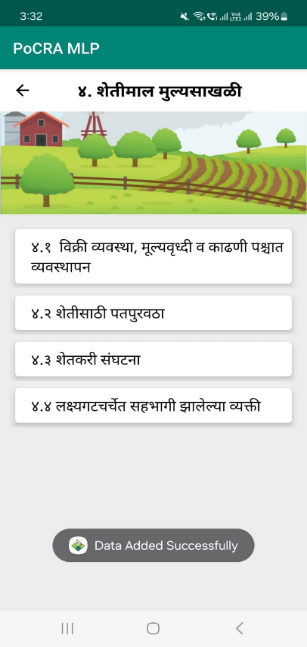 3:32
39%
PoCRA MLP
४. शेतीमाल मुल्यसाखळी
४.१ विक्री व्यवस्था, मूल्यवृध्दी व काढणी पश्चात
व्यवस्थापन
४.२ शेतीसाठी पतपुरवठा
४.३ शेतकरी संघटना
४.४ लक्ष्यगटचर्चेत सहभागी झालेल्या व्यक्ती
Data Added Successfully